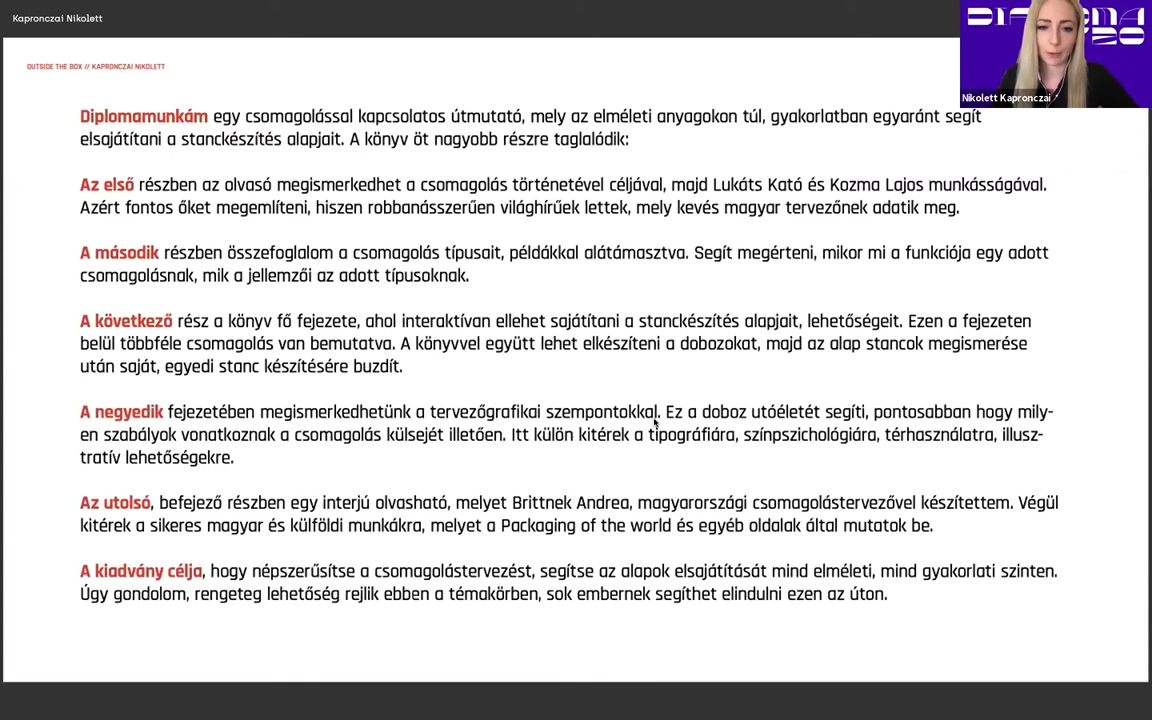 Kapronczai Nikolett
OUTSIDE THE BOX // KAPRONCZAI NIKOLETT
Nikolett Kapronczai
Diplomamunkám egy csomagolással kapcsolatos útmutató, mely az elméleti anyagokon túl, gyakorlatban egyaránt segít
elsajátítani a stanckészítés alapjait. A könyv öt nagyobb részre taglalódik:
Az első részben az olvasó megismerkedhet a csomagolás történetével céljával, majd Lukáts Kató és Kozma Lajos munkásságával.
Azért fontos őket megemlíteni, hiszen robbanásszerűen világhírűek lettek, mely kevés magyar tervezőnek adatik meg.
A második részben összefoglalom a csomagolás típusait, példákkal alátámasztva. Segít megérteni, mikor mi a funkciója egy adott
csomagolásnak, mik a jellemzői az adott típusoknak.
A következő rész a könyv fő fejezete, ahol interaktívan ellehet sajátítani a stanckészítés alapjait, lehetőségeit. Ezen a fejezeten
belül többféle csomagolás van bemutatva. A könyvvel együtt lehet elkészíteni a dobozokat, majd az alap stancok megismerése
után saját, egyedi stanc készítésére buzdít.
A negyedik fejezetében megismerkedhetünk a tervezőgrafikai szempontokkal. Ez a doboz utóéletét segíti, pontosabban hogy mily-
en szabályok vonatkoznak a csomagolás külsejét illetően. Itt külön kitérek a tipográfiára, színpszichológiára, térhasználatra, illusz-
tratív lehetőségekre.
Az utolsó, befejező részben egy interjú olvasható, melyet Brittnek Andrea, magyarországi csomagolástervezővel készítettem. Végül
kitérek a sikeres magyar és külföldi munkákra, melyet a Packaging of the world és egyéb oldalak által mutatok be.
A kiadvány célja, hogy népszerűsítse a csomagolástervezést, segítse az alapok elsajátítását mind elméleti, mind gyakorlati szinten.
Úgy gondolom, rengeteg lehetőség rejlik ebben a témakörben, sok embernek segíthet elindulni ezen az úton.